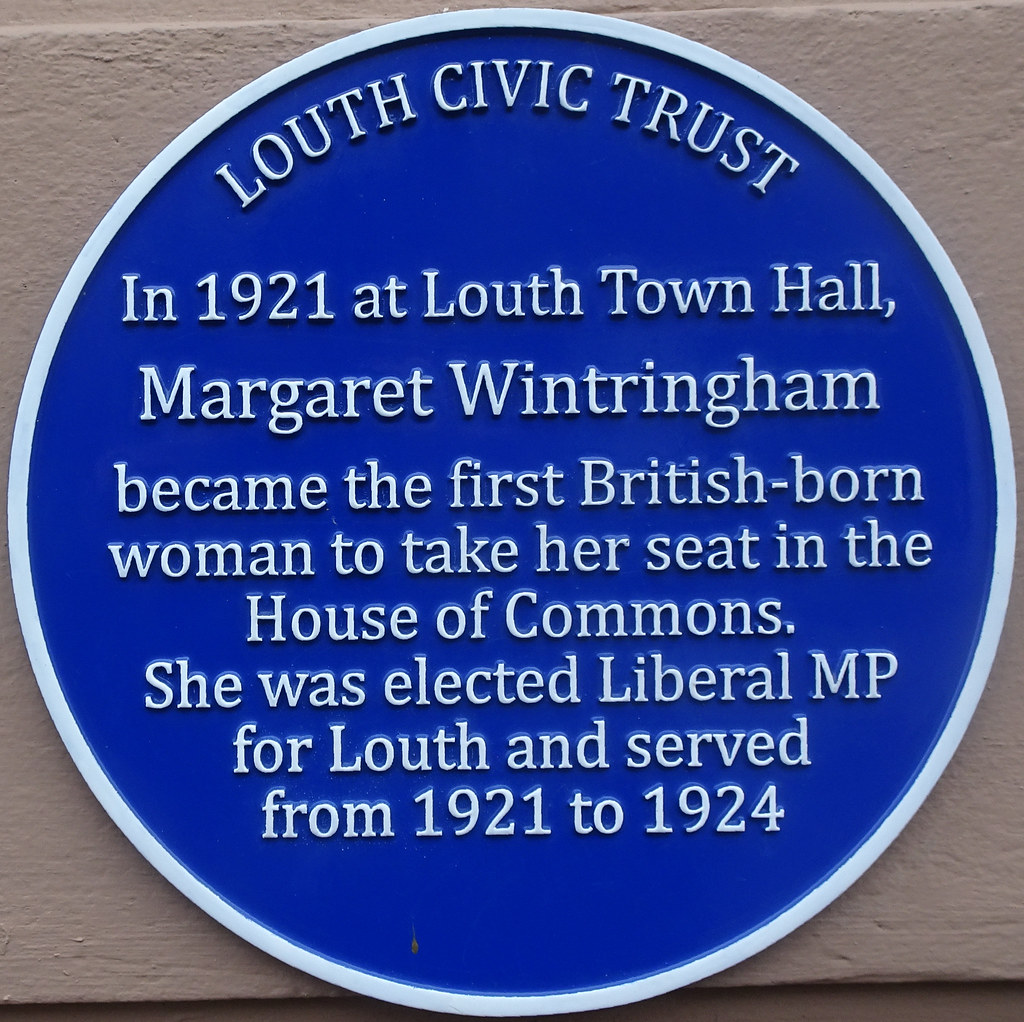 LOUTH CIVIC TRUST
In 1921 at Louth Town Hall,
Margaret Wintringham
became the first British-born
woman to take her seat in the
House of Commons.
She was elected Liberal MP
for Louth and served
from 1921 to 1924